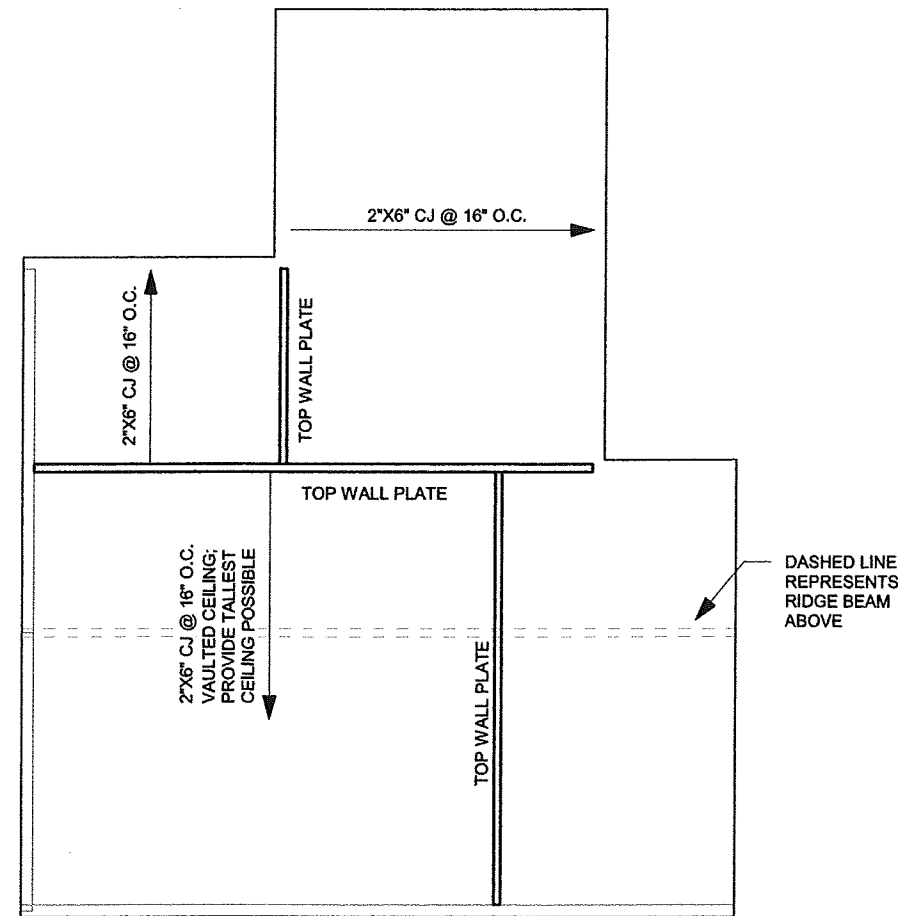 2"X6" CJ @ 16" O.C.
2"X6" CJ @ 16" O.C.
TOP WALL PLATE
TOP WALL PLATE
2"X6" CJ @ 16" O.C.
VAULTED CEILING;
PROVIDE TALLEST
CEILING POSSIBLE
TOP WALL PLATE
DASHED LINE
REPRESENTS
RIDGE BEAM
ABOVE